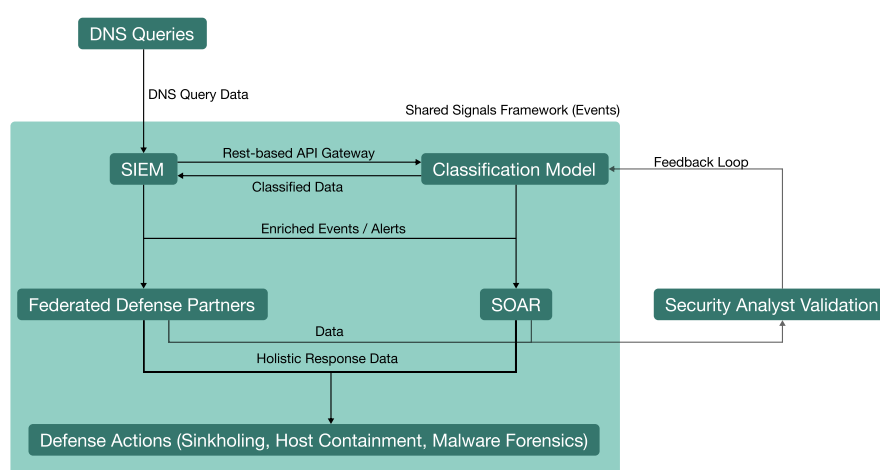 DNS Queries
DNS Query Data
Shared Signals Framework (Events)
SIEM
Rest-based API Gateway
Classified Data
Classification Model
Feedback Loop
Enriched Events / Alerts
Federated Defense Partners
SOAR
Security Analyst Validation
Data
Holistic Response Data
Defense Actions (Sinkholing, Host Containment, Malware Forensics)